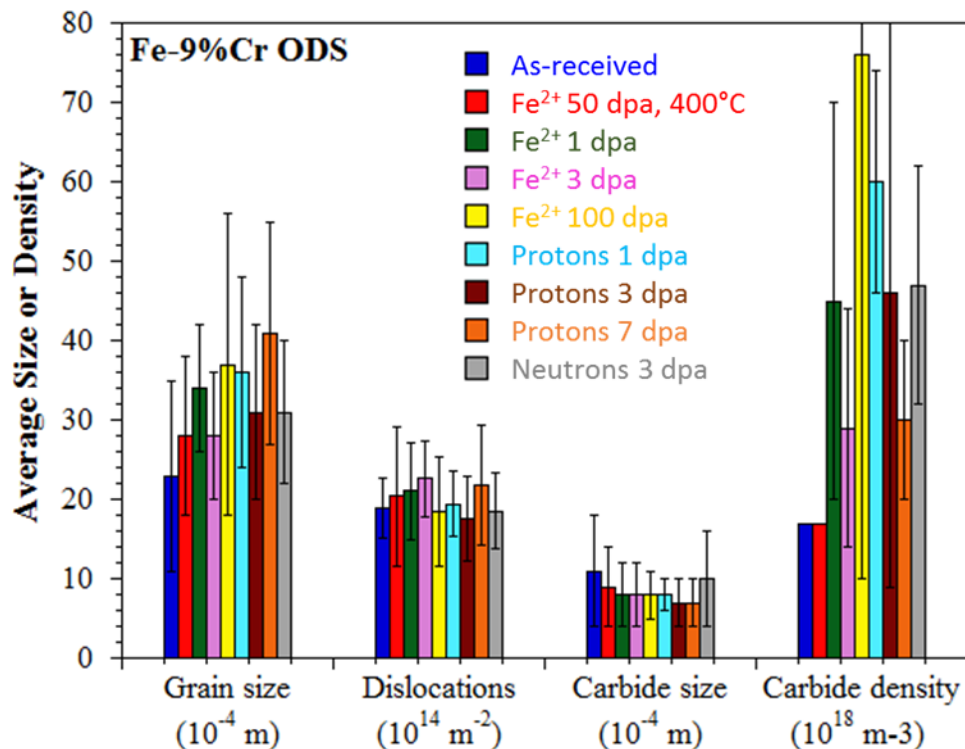 Fe-9%Cr ODS
As-received
Fe²⁺ 50 dpa, 400°C
Fe²⁺ 1 dpa
Fe²⁺ 3 dpa
Fe²⁺ 100 dpa
Protons 1 dpa
Protons 3 dpa
Protons 7 dpa
Neutrons 3 dpa
Average Size or Density
80
70
60
50
40
30
20
10
0
Grain size Dislocations Carbide size Carbide density
(10⁻⁴ m) (10¹⁴ m⁻²) (10⁻⁴ m) (10¹⁸ m-3)